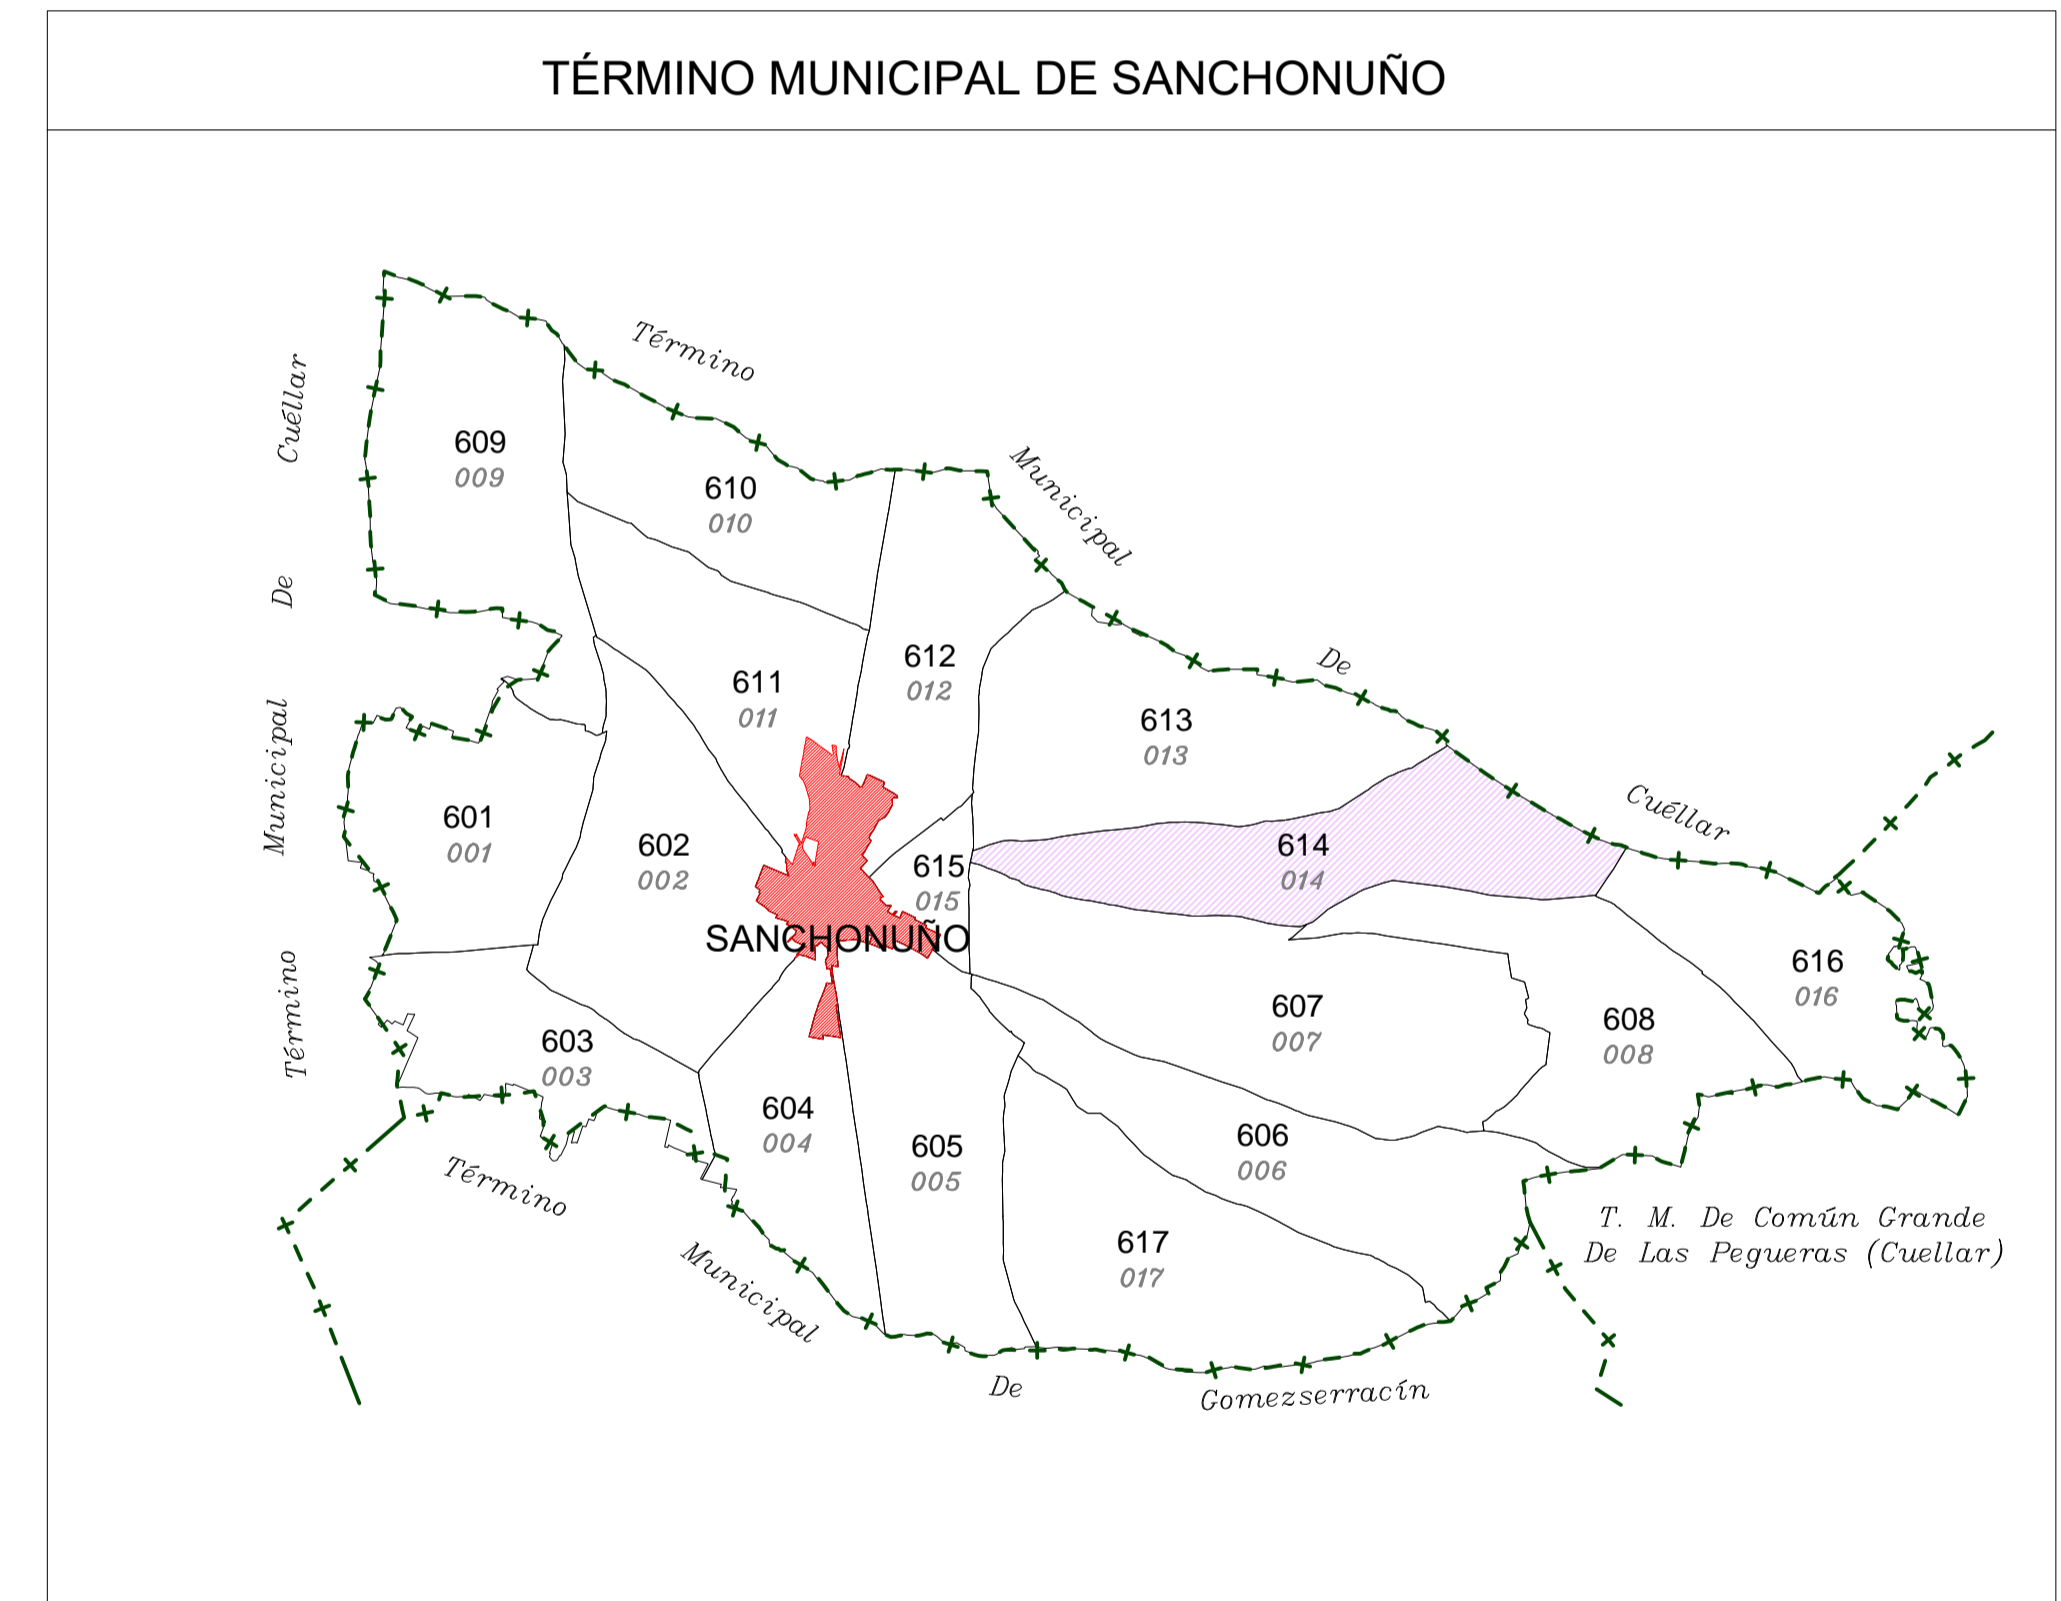 TÉRMINO MUNICIPAL DE SANCHONUÑO
Término
Municipal
De
Cuéllar
Término
Municipal
De
Cuéllar
609
009
610
010
611
011
612
012
613
013
614
014
601
001
602
002
615
015
SANCHONUÑO
616
016
607
007
608
008
603
003
604
004
605
005
606
006
617
017
Término
Municipal
De
Gomezserracín
T. M. De Común Grande
De Las Pegueras (Cuellar)